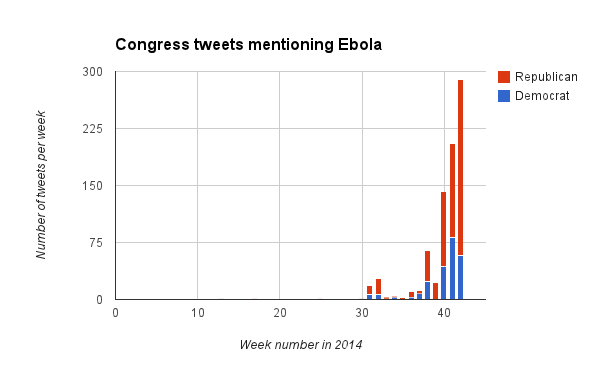 Congress tweets mentioning Ebola
Republican
Democrat
Number of tweets per week
300
225
150
75
0
0
10
20
30
40
Week number in 2014